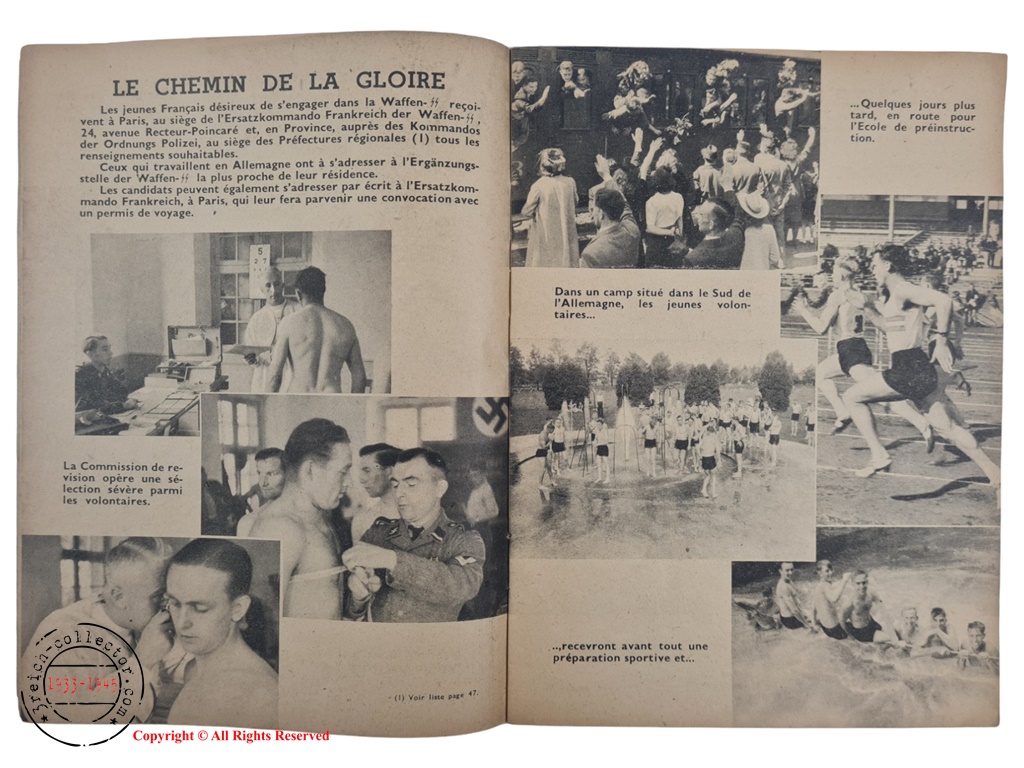 LE CHEMIN DE LA GLOIRE
Les jeunes Français désireux de s'engager dans la Waffen-ᛋᛋ reçoi-
vent à Paris, au siège de l'Ersatzkommando Frankreich der Waffen-ᛋᛋ,
24, avenue Recteur-Poincaré et, en Province, auprès des Kommandos
der Ordnungs Polizei, au siège des Préfectures régionales (1) tous les
renseignements souhaitables.
Ceux qui travaillent en Allemagne ont à s'adresser à l'Ergänzungs-
stelle der Waffen-ᛋᛋ la plus proche de leur résidence.
Les candidats peuvent également s'adresser par écrit à l'Ersatzkom-
mando Frankreich, à Paris, qui leur fera parvenir une convocation avec
un permis de voyage.
5
2 7
La Commission de re-
vision opère une sé-
lection sévère parmi
les volontaires.
(1) Voir liste page 47.
...Quelques jours plus
tard, en route pour
l'Ecole de préinstruc-
tion.
Dans un camp situé dans le Sud de
l'Allemagne, les jeunes volon-
taires...
...recevront avant tout une
préparation sportive et...
3reich-collector.com
1933-1945
Copyright © All Rights Reserved